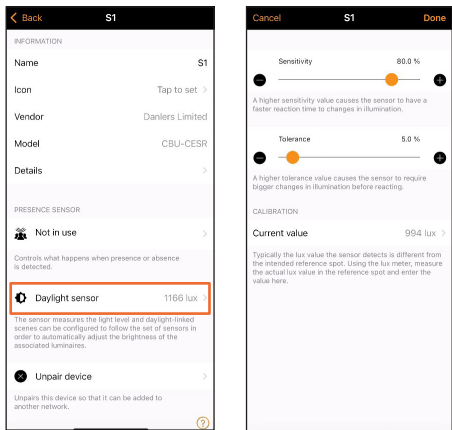 Back
S1
INFORMATION
Name S1
Icon Tap to set
Vendor Danlers Limited
Model CBU-CESR
Details
PRESENCE SENSOR
Not in use
Controls what happens when presence or absence
is detected.
Daylight sensor 1166 lux
The sensor measures the light level and daylight-linked
scenes can be configured to follow the set of sensors in
order to automatically adjust the brightness of the
associated luminaires.
Unpair device
Unpairs this device so that it can be added to
another network.
?
Cancel S1 Done
Sensitivity 80.0 %
A higher sensitivity value causes the sensor to have a
faster reaction time to changes in illumination.
Tolerance 5.0 %
A higher tolerance value causes the sensor to require
bigger changes in illumination before reacting.
CALIBRATION
Current value 994 lux
Typically the lux value the sensor detects is different from
the intended reference spot. Using the lux meter, measure
the actual lux value in the reference spot and enter the
value here.